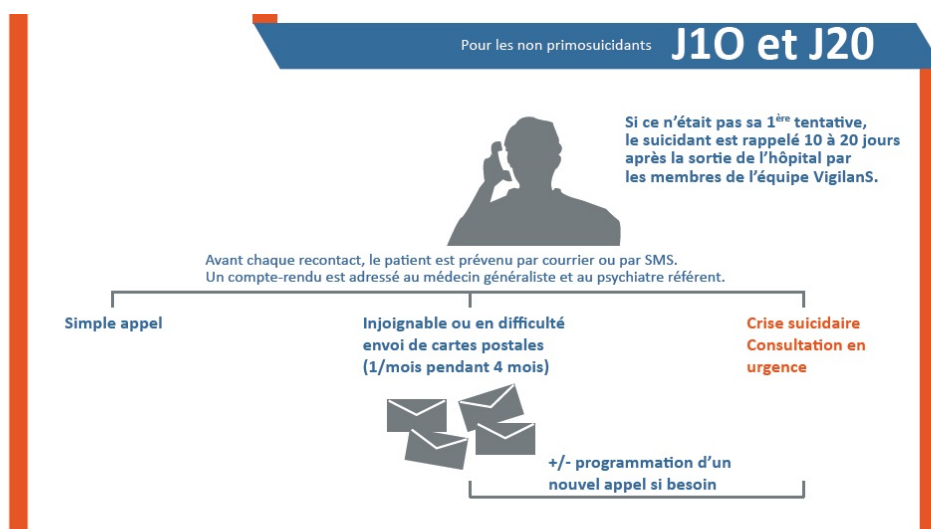 Pour les non primosuicidants J1O et J20
Si ce n’était pas sa 1ère tentative,
le suicidant est rappelé 10 à 20 jours
après la sortie de l’hôpital par
les membres de l’équipe VigilanS.
Avant chaque recontact, le patient est prévenu par courrier ou par SMS.
Un compte-rendu est adressé au médecin généraliste et au psychiatre référent.
Simple appel
Injoignable ou en difficulté
envoi de cartes postales
(1/mois pendant 4 mois)
Crise suicidaire
Consultation en
urgence
+/- programmation d’un
nouvel appel si besoin